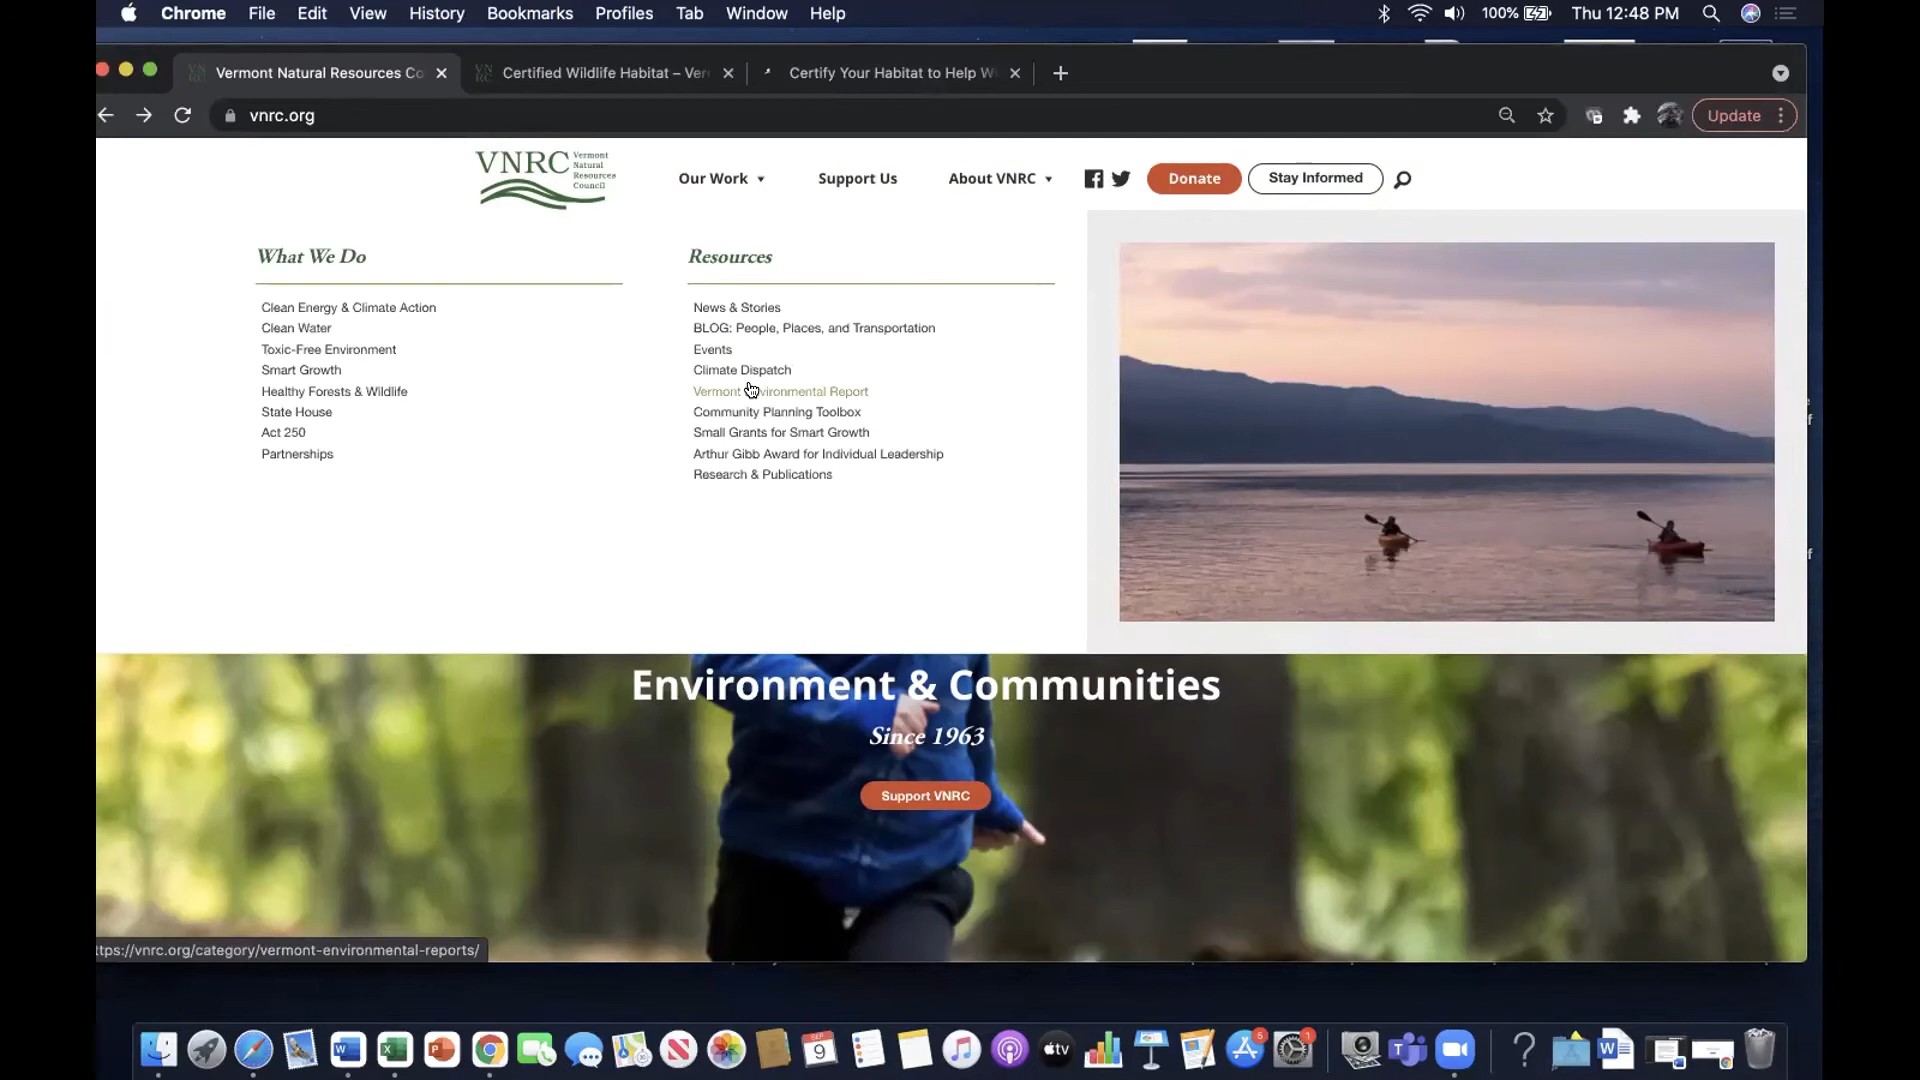 Chrome File Edit View History Bookmarks Profiles Tab Window Help 100% Thu 12:48 PM
Vermont Natural Resources Co Certified Wildlife Habitat – Ver Certify Your Habitat to Help W
vnrc.org Update
VNRC Vermont
Natural
Resources
Council
Our Work Support Us About VNRC Donate Stay Informed
What We Do
Clean Energy & Climate Action
Clean Water
Toxic-Free Environment
Smart Growth
Healthy Forests & Wildlife
State House
Act 250
Partnerships
Resources
News & Stories
BLOG: People, Places, and Transportation
Events
Climate Dispatch
Vermont Environmental Report
Community Planning Toolbox
Small Grants for Smart Growth
Arthur Gibb Award for Individual Leadership
Research & Publications
Environment & Communities
Since 1963
Support VNRC
ttps://vnrc.org/category/vermont-environmental-reports/
SEP
9
tv
5
1